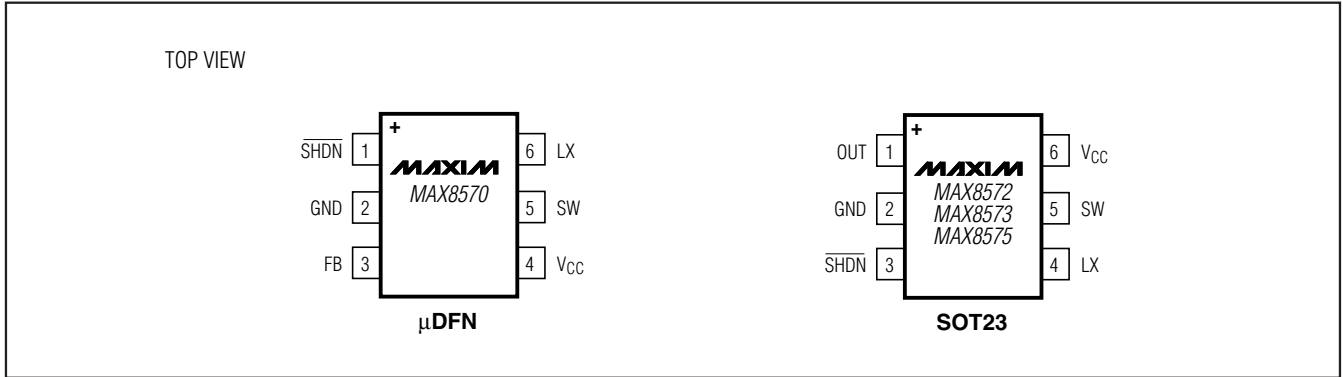 TOP VIEW
+
SHDN 1
6 LX
MAXIM
MAX8570
GND 2
5 SW
FB 3
4 VCC
μDFN
+
OUT 1
6 VCC
MAXIM
MAX8572
GND 2
MAX8573
5 SW
MAX8575
SHDN 3
4 LX
SOT23